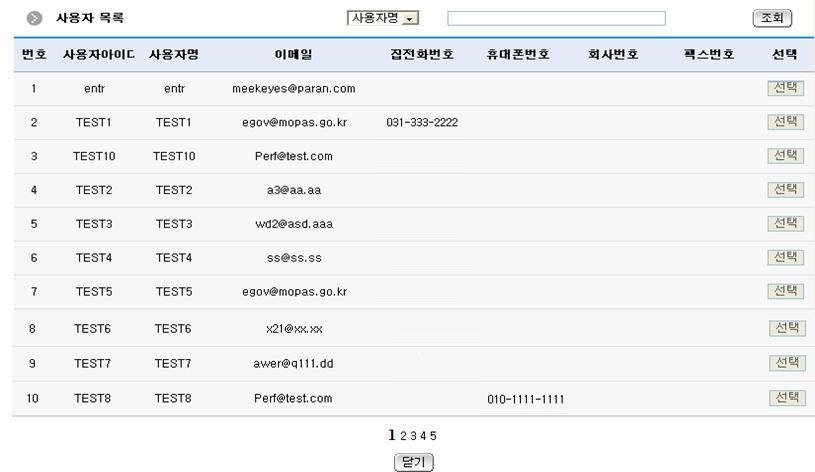 사용자 목록 사용자명 조회
번호 사용자아이디 사용자명 이메일 집전화번호 휴대폰번호 회사번호 팩스번호 선택
1 entr entr meekeyes@paran.com 선택
2 TEST1 TEST1 egov@mopas.go.kr 031-333-2222 선택
3 TEST10 TEST10 Perf@test.com 선택
4 TEST2 TEST2 a3@aa.aa 선택
5 TEST3 TEST3 wd2@asd.aaa 선택
6 TEST4 TEST4 ss@ss.ss 선택
7 TEST5 TEST5 egov@mopas.go.kr 선택
8 TEST6 TEST6 x21@xx.xx 선택
9 TEST7 TEST7 awer@q111.dd 선택
10 TEST8 TEST8 Perf@test.com 010-1111-1111 선택
1 2 3 4 5
닫기